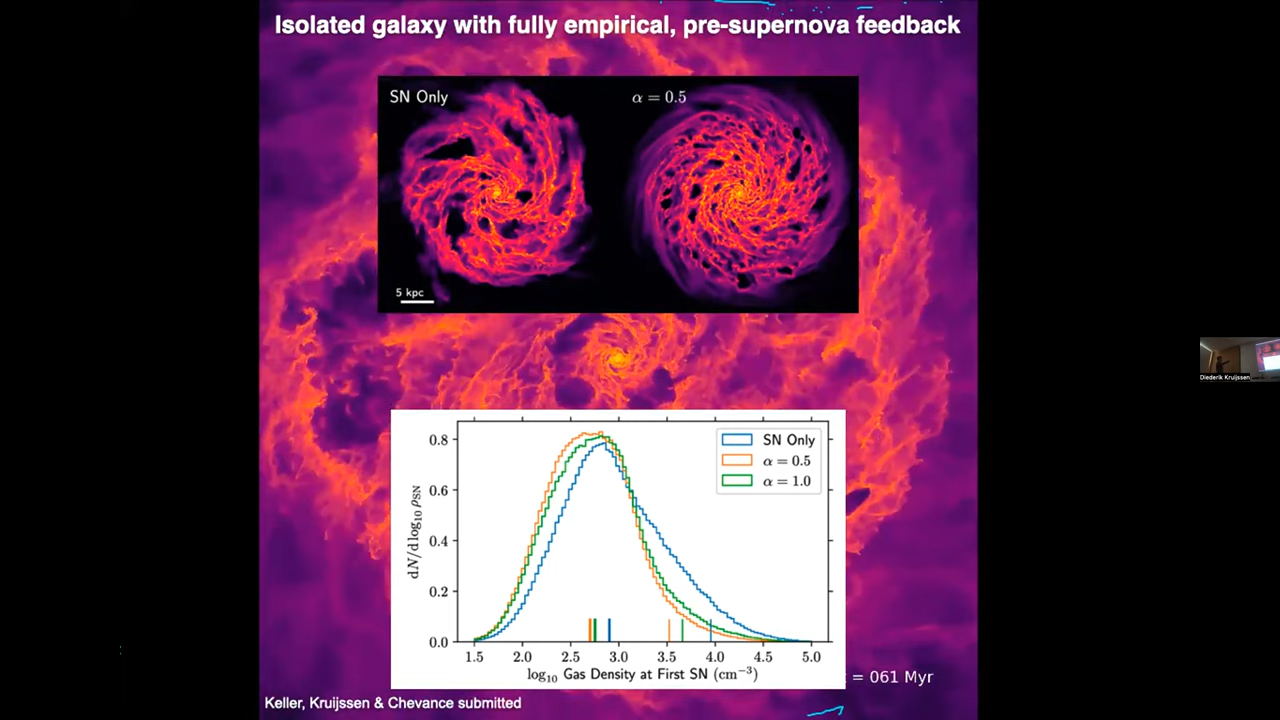 Isolated galaxy with fully empirical, pre-supernova feedback
SN Only
α = 0.5
5 kpc
Diederik Kruijssen
SN Only
α = 0.5
α = 1.0
0.8
0.6
0.4
0.2
0.0
dN/dlog₁₀ ρSN
1.5 2.0 2.5 3.0 3.5 4.0 4.5 5.0
log₁₀ Gas Density at First SN (cm⁻³)
= 061 Myr
Keller, Kruijssen & Chevance submitted